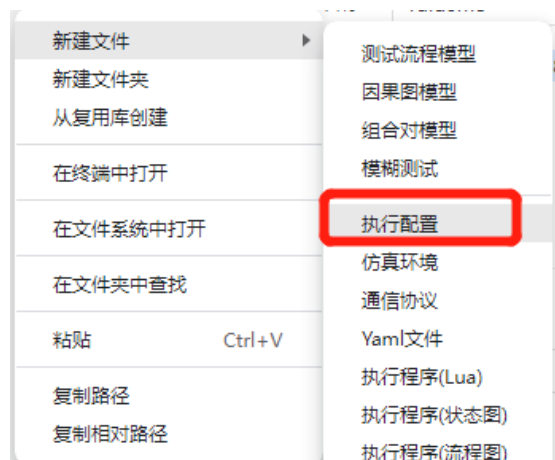 新建文件
新建文件夹
从复用库创建
在终端中打开
在文件系统中打开
在文件夹中查找
粘贴 Ctrl+V
复制路径
复制相对路径
测试流程模型
因果图模型
组合对模型
模糊测试
执行配置
仿真环境
通信协议
Yaml文件
执行程序(Lua)
执行程序(状态图)
执行程序(流程图)